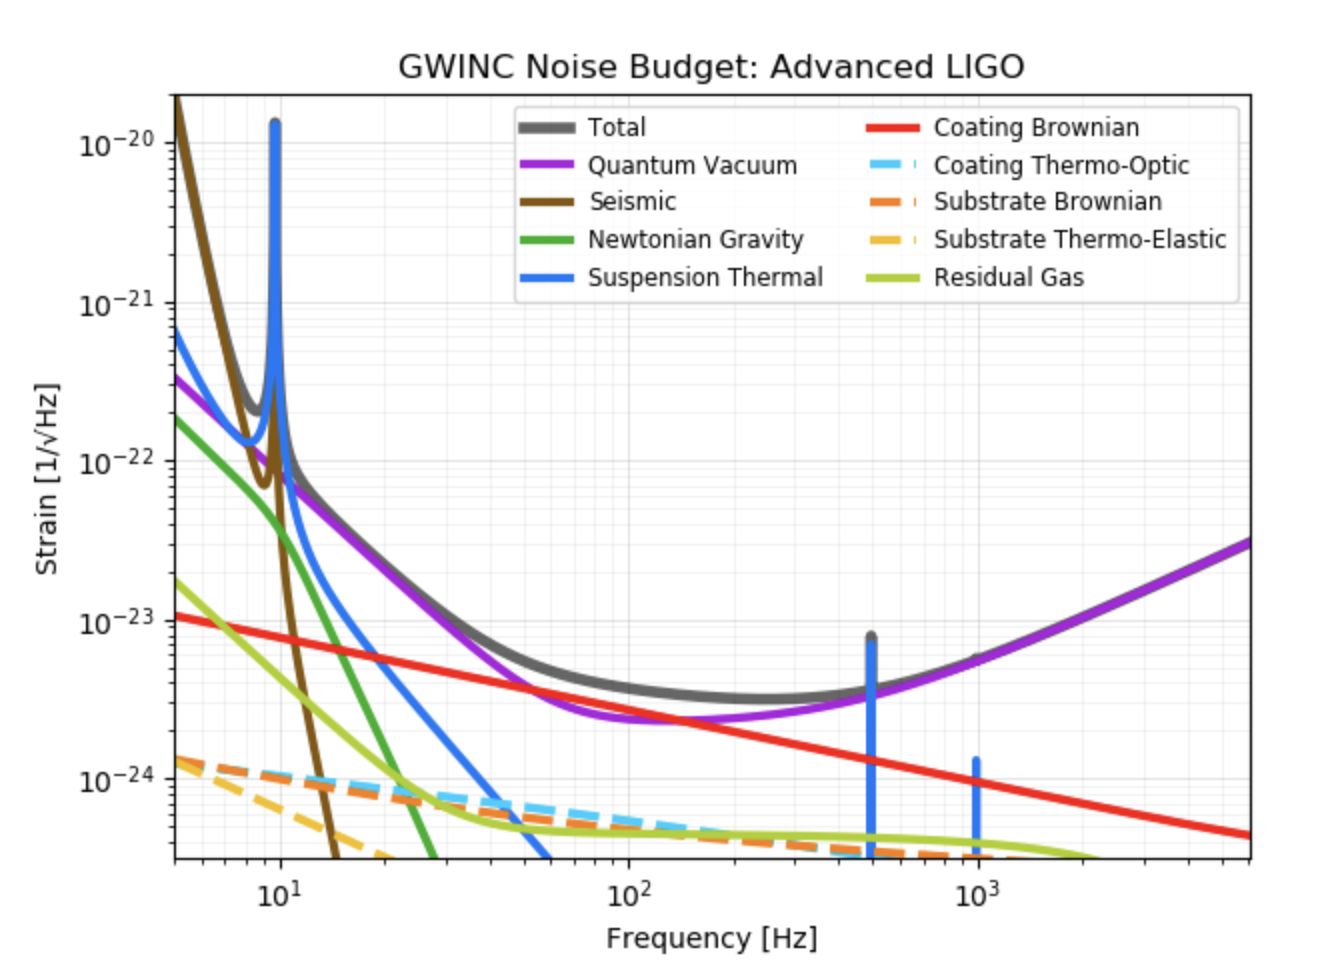 GWINC Noise Budget: Advanced LIGO
Total
Quantum Vacuum
Seismic
Newtonian Gravity
Suspension Thermal
Coating Brownian
Coating Thermo-Optic
Substrate Brownian
Substrate Thermo-Elastic
Residual Gas
Strain [1/√Hz]
10⁻²⁰
10⁻²¹
10⁻²²
10⁻²³
10⁻²⁴
10¹
10²
10³
Frequency [Hz]